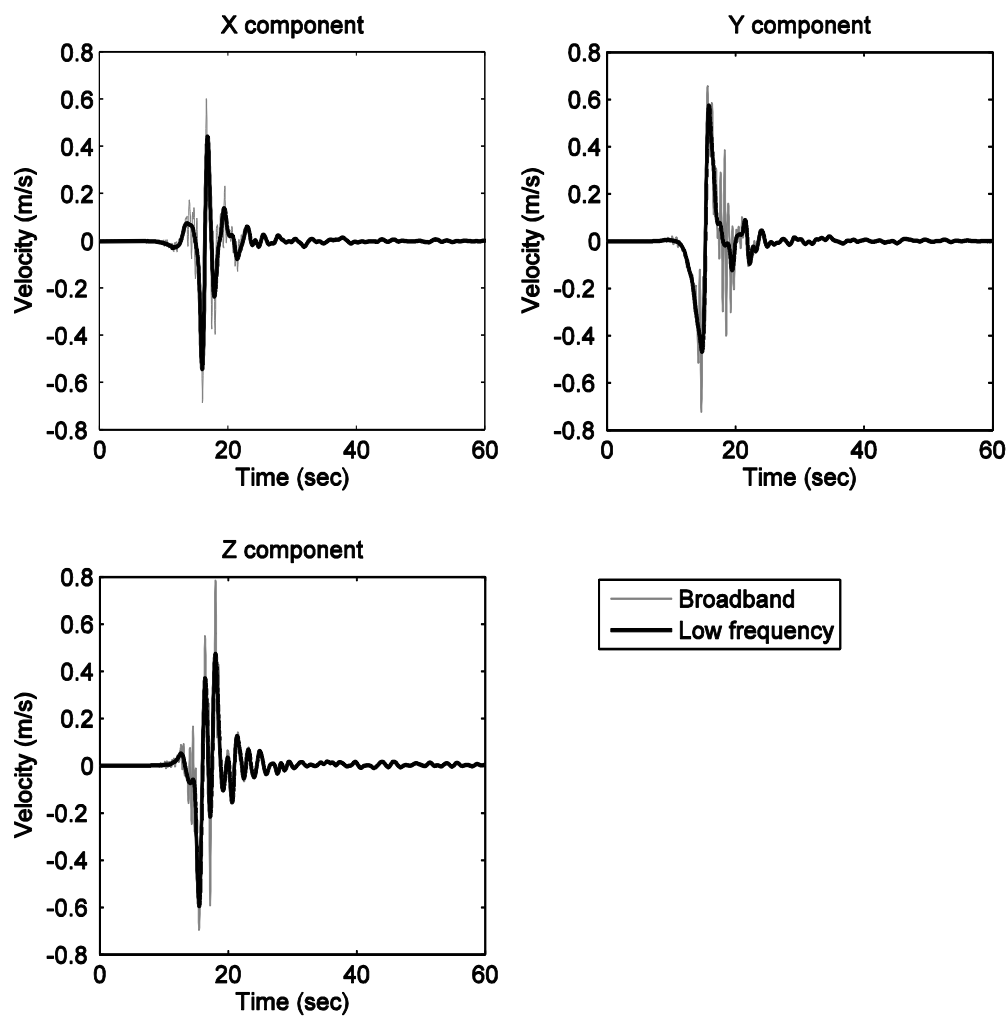 X component
0.8
0.6
0.4
0.2
0
-0.2
-0.4
-0.6
-0.8
Velocity (m/s)
0 20 40 60
Time (sec)
Y component
0.8
0.6
0.4
0.2
0
-0.2
-0.4
-0.6
-0.8
Velocity (m/s)
0 20 40 60
Time (sec)
Z component
0.8
0.6
0.4
0.2
0
-0.2
-0.4
-0.6
-0.8
Velocity (m/s)
0 20 40 60
Time (sec)
Broadband
Low frequency